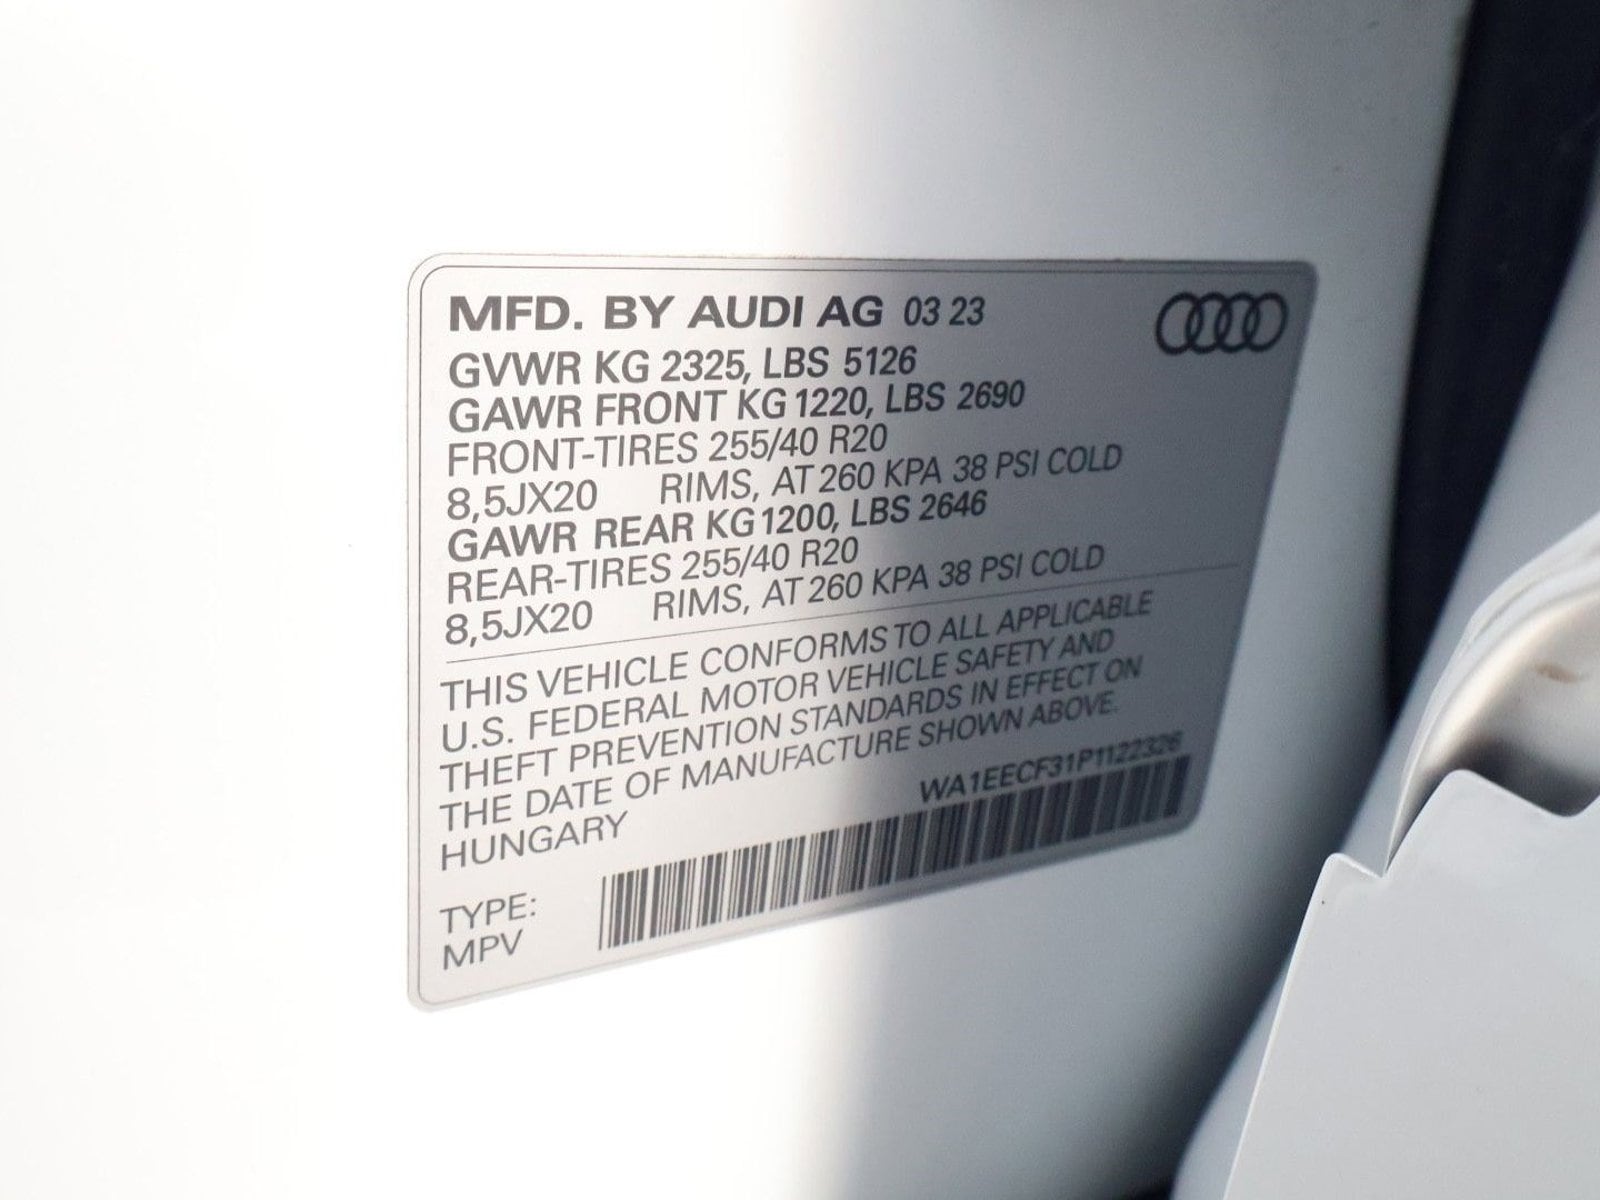 MFD. BY AUDI AG 03 23
GVWR KG 2325, LBS 5126
GAWR FRONT KG 1220, LBS 2690
FRONT-TIRES 255/40 R20
8,5JX20 RIMS, AT 260 KPA 38 PSI COLD
GAWR REAR KG 1200, LBS 2646
REAR-TIRES 255/40 R20
8,5JX20 RIMS, AT 260 KPA 38 PSI COLD
THIS VEHICLE CONFORMS TO ALL APPLICABLE
U.S. FEDERAL MOTOR VEHICLE SAFETY AND
THEFT PREVENTION STANDARDS IN EFFECT ON
THE DATE OF MANUFACTURE SHOWN ABOVE.
HUNGARY
WA1EECF31P1122326
TYPE:
MPV